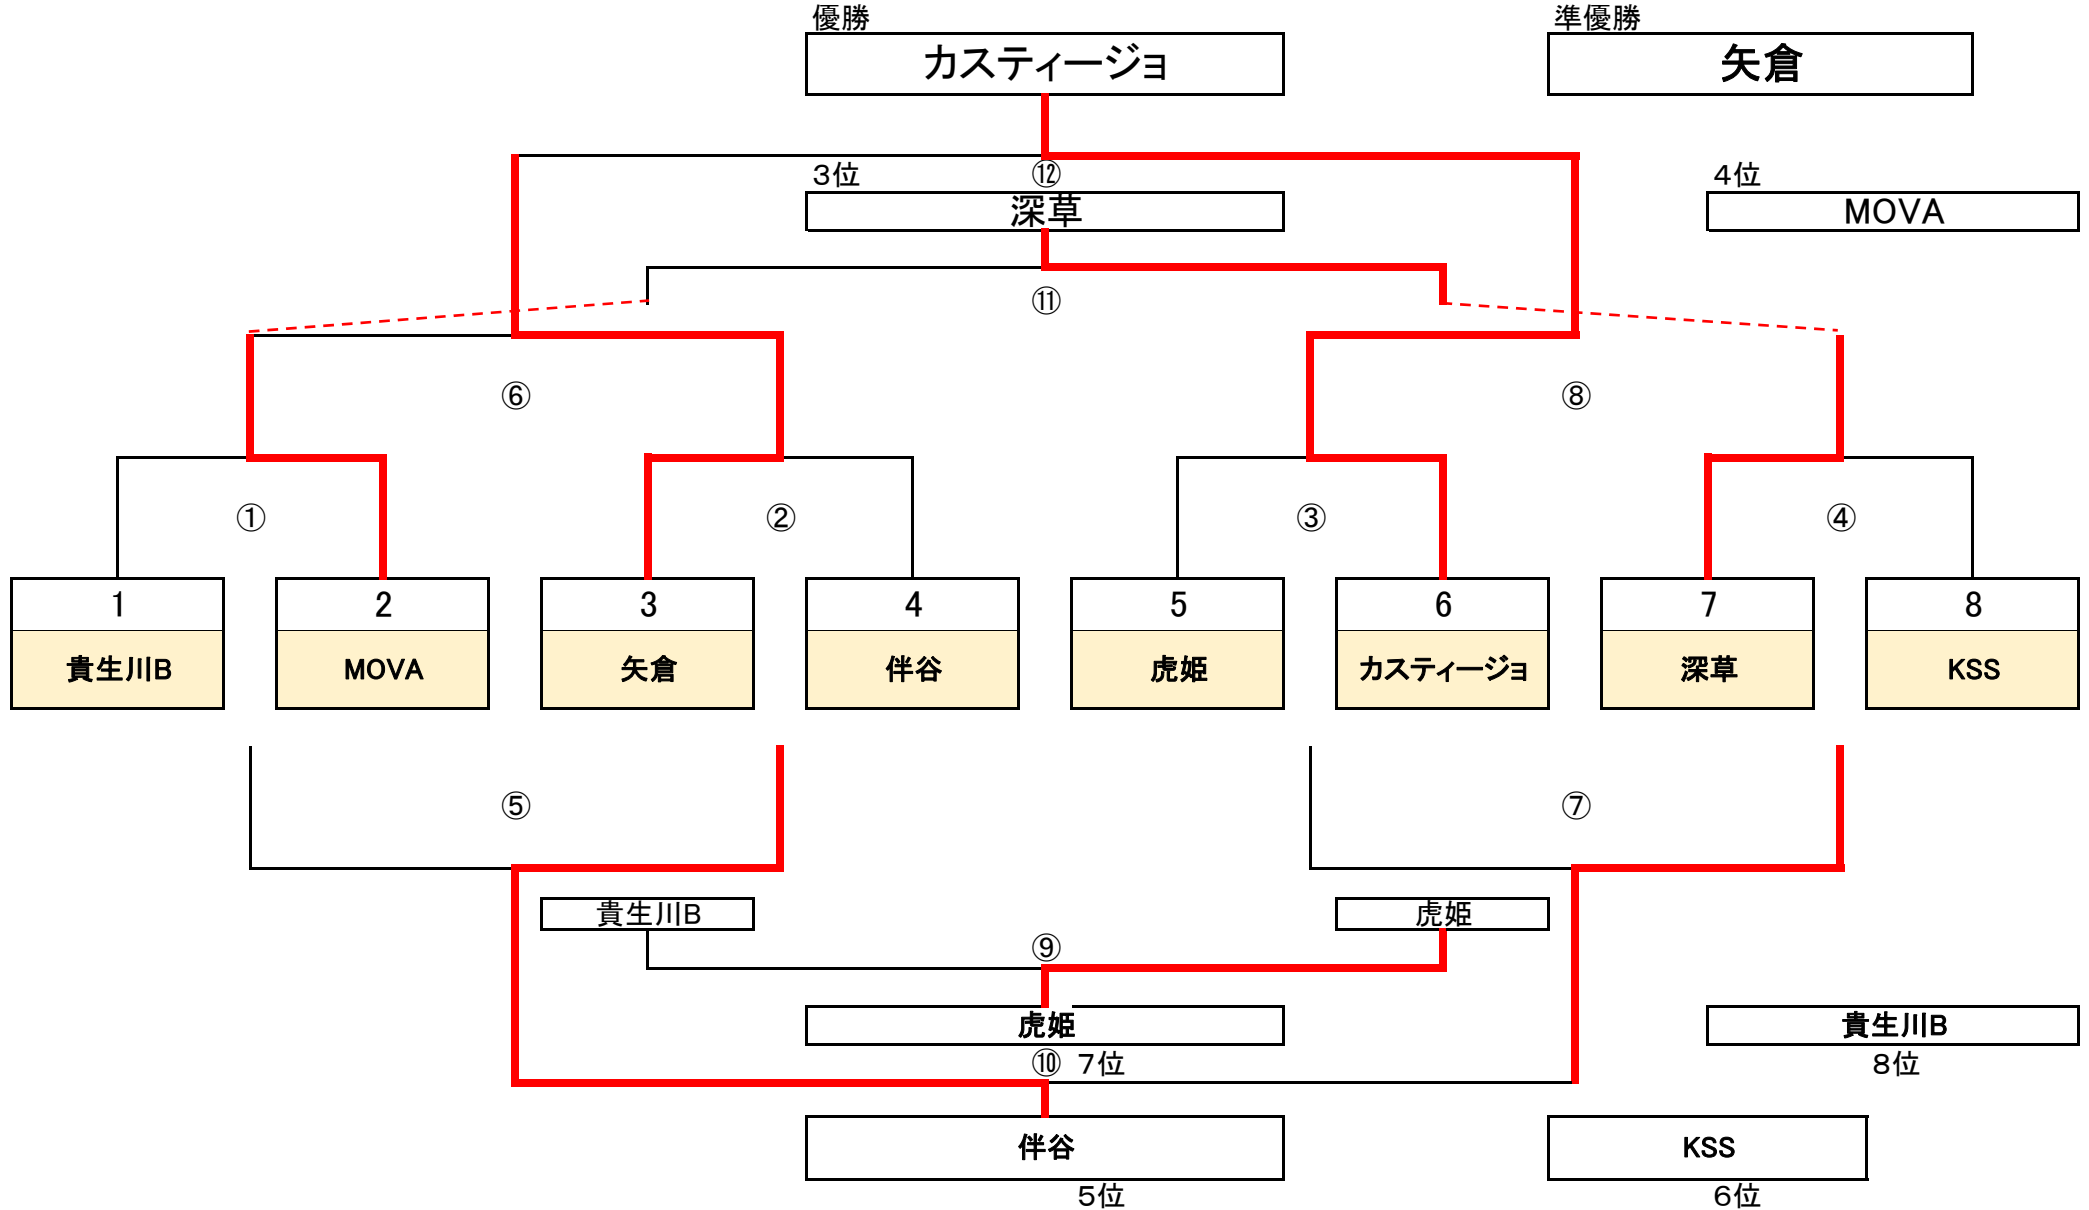 優勝
準優勝
カスティージョ
矢倉
3位
⑫
4位
深草
MOVA
⑪
⑥
⑧
①
②
③
④
1
2
3
4
5
6
7
8
貴生川B
MOVA
矢倉
伴谷
虎姫
カスティージョ
深草
KSS
⑤
⑦
貴生川B
虎姫
⑨
虎姫
貴生川B
⑩
7位
8位
伴谷
KSS
5位
6位